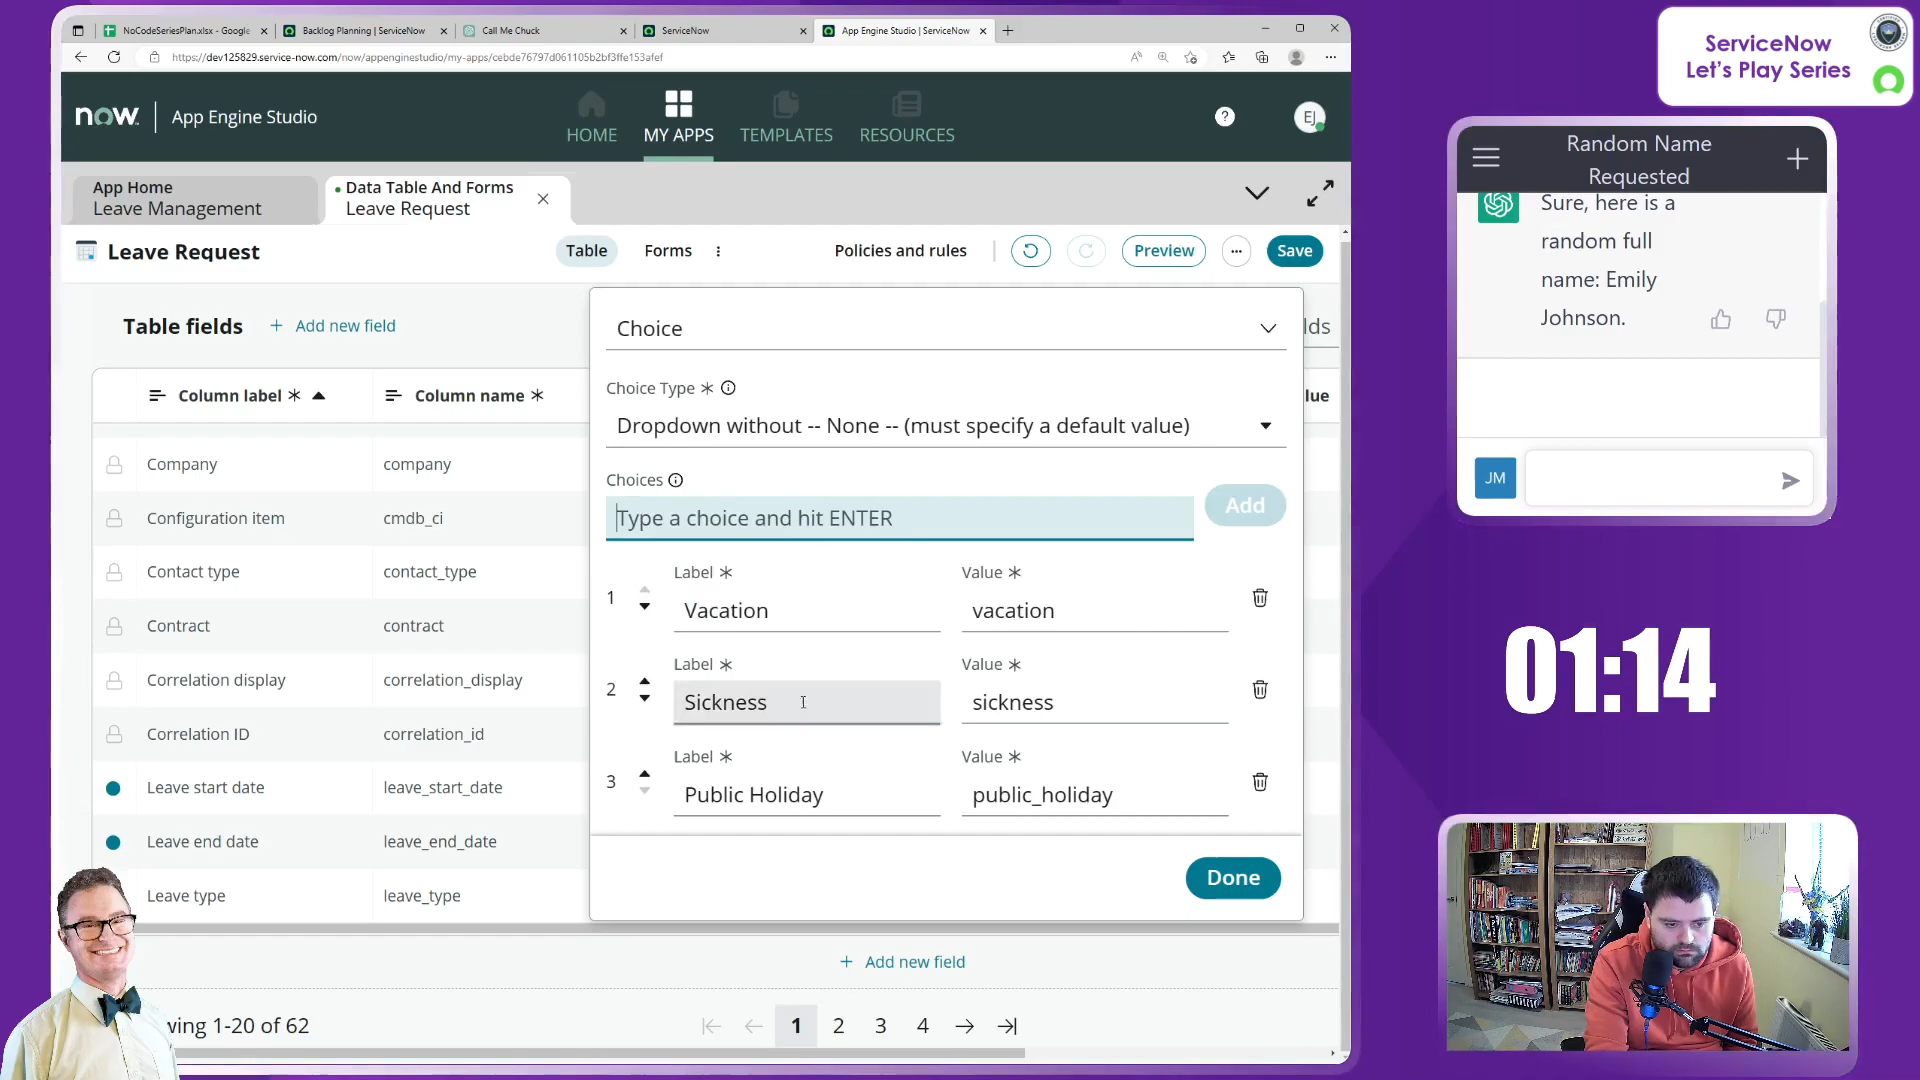 NoCodeSeriesPlan.xlsx - Google
Backlog Planning | ServiceNow
Call Me Chuck
ServiceNow
App Engine Studio | ServiceNow
https://dev125829.service-now.com/now/appenginestudio/my-apps/cebde76797d061105b2bf3ffe153afef
now
App Engine Studio
HOME
MY APPS
TEMPLATES
RESOURCES
?
EJ
App Home
Leave Management
Data Table And Forms
Leave Request
Leave Request
Table
Forms
Policies and rules
Preview
Save
Table fields
+ Add new field
lds
Column label *
Column name *
lue
Company
company
Configuration item
cmdb_ci
Contact type
contact_type
Contract
contract
Correlation display
correlation_display
Correlation ID
correlation_id
Leave start date
leave_start_date
Leave end date
leave_end_date
Leave type
leave_type
Choice
Choice Type *
Dropdown without -- None -- (must specify a default value)
Choices
Type a choice and hit ENTER
Add
Label *
Value *
1
Vacation
vacation
Label *
Value *
2
Sickness
sickness
Label *
Value *
3
Public Holiday
public_holiday
Done
+ Add new field
wing 1-20 of 62
1
2
3
4
ServiceNow
Let's Play Series
Random Name
Requested
Sure, here is a
random full
name: Emily
Johnson.
JM
01:14